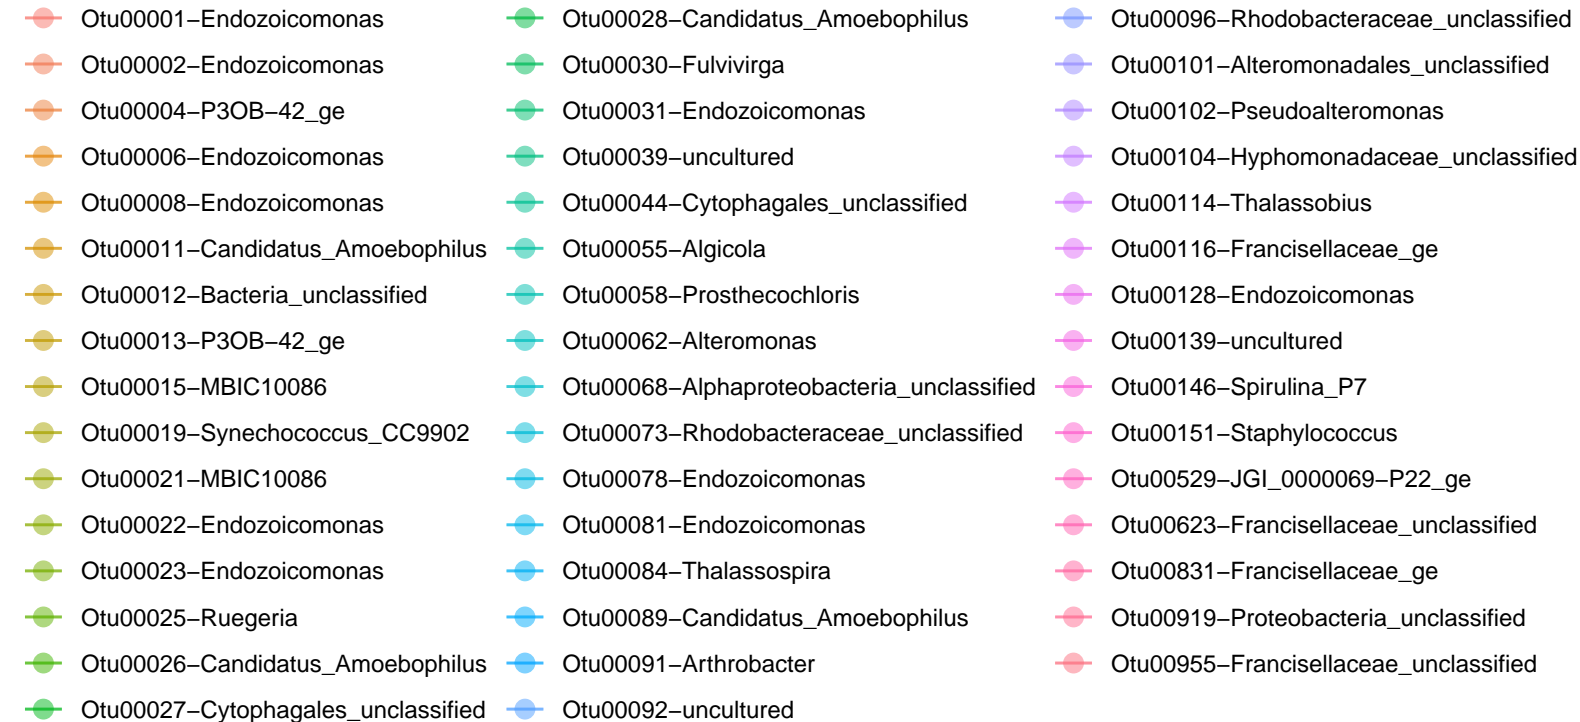 Otu00001−Endozoicomonas
Otu00002−Endozoicomonas
Otu00004−P3OB−42_ge
Otu00006−Endozoicomonas
Otu00008−Endozoicomonas
Otu00011−Candidatus_Amoebophilus
Otu00012−Bacteria_unclassified
Otu00013−P3OB−42_ge
Otu00015−MBIC10086
Otu00019−Synechococcus_CC9902
Otu00021−MBIC10086
Otu00022−Endozoicomonas
Otu00023−Endozoicomonas
Otu00025−Ruegeria
Otu00026−Candidatus_Amoebophilus
Otu00027−Cytophagales_unclassified
Otu00028−Candidatus_Amoebophilus
Otu00030−Fulvivirga
Otu00031−Endozoicomonas
Otu00039−uncultured
Otu00044−Cytophagales_unclassified
Otu00055−Algicola
Otu00058−Prosthecochloris
Otu00062−Alteromonas
Otu00068−Alphaproteobacteria_unclassified
Otu00073−Rhodobacteraceae_unclassified
Otu00078−Endozoicomonas
Otu00081−Endozoicomonas
Otu00084−Thalassospira
Otu00089−Candidatus_Amoebophilus
Otu00091−Arthrobacter
Otu00092−uncultured
Otu00096−Rhodobacteraceae_unclassified
Otu00101−Alteromonadales_unclassified
Otu00102−Pseudoalteromonas
Otu00104−Hyphomonadaceae_unclassified
Otu00114−Thalassobius
Otu00116−Francisellaceae_ge
Otu00128−Endozoicomonas
Otu00139−uncultured
Otu00146−Spirulina_P7
Otu00151−Staphylococcus
Otu00529−JGI_0000069−P22_ge
Otu00623−Francisellaceae_unclassified
Otu00831−Francisellaceae_ge
Otu00919−Proteobacteria_unclassified
Otu00955−Francisellaceae_unclassified